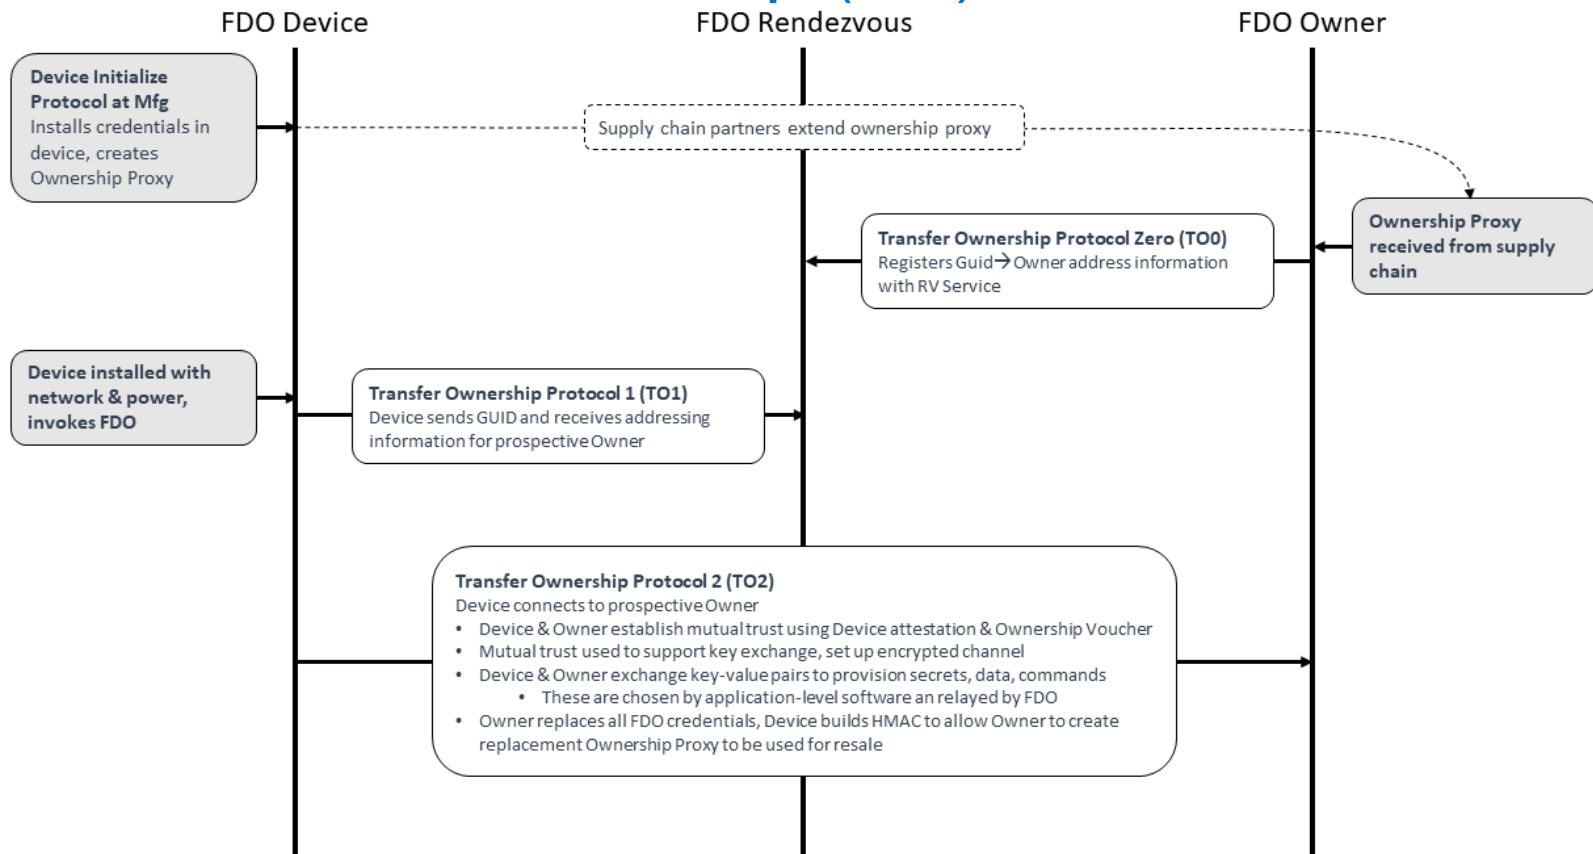 FDO Device
FDO Rendezvous
FDO Owner
Device Initialize
Protocol at Mfg
Installs credentials in
device, creates
Ownership Proxy
Supply chain partners extend ownership proxy
Ownership Proxy
received from supply
chain
Transfer Ownership Protocol Zero (TO0)
Registers Guid→Owner address information
with RV Service
Device installed with
network & power,
invokes FDO
Transfer Ownership Protocol 1 (TO1)
Device sends GUID and receives addressing
information for prospective Owner
Transfer Ownership Protocol 2 (TO2)
Device connects to prospective Owner
• Device & Owner establish mutual trust using Device attestation & Ownership Voucher
• Mutual trust used to support key exchange, set up encrypted channel
• Device & Owner exchange key-value pairs to provision secrets, data, commands
• These are chosen by application-level software an relayed by FDO
• Owner replaces all FDO credentials, Device builds HMAC to allow Owner to create
replacement Ownership Proxy to be used for resale